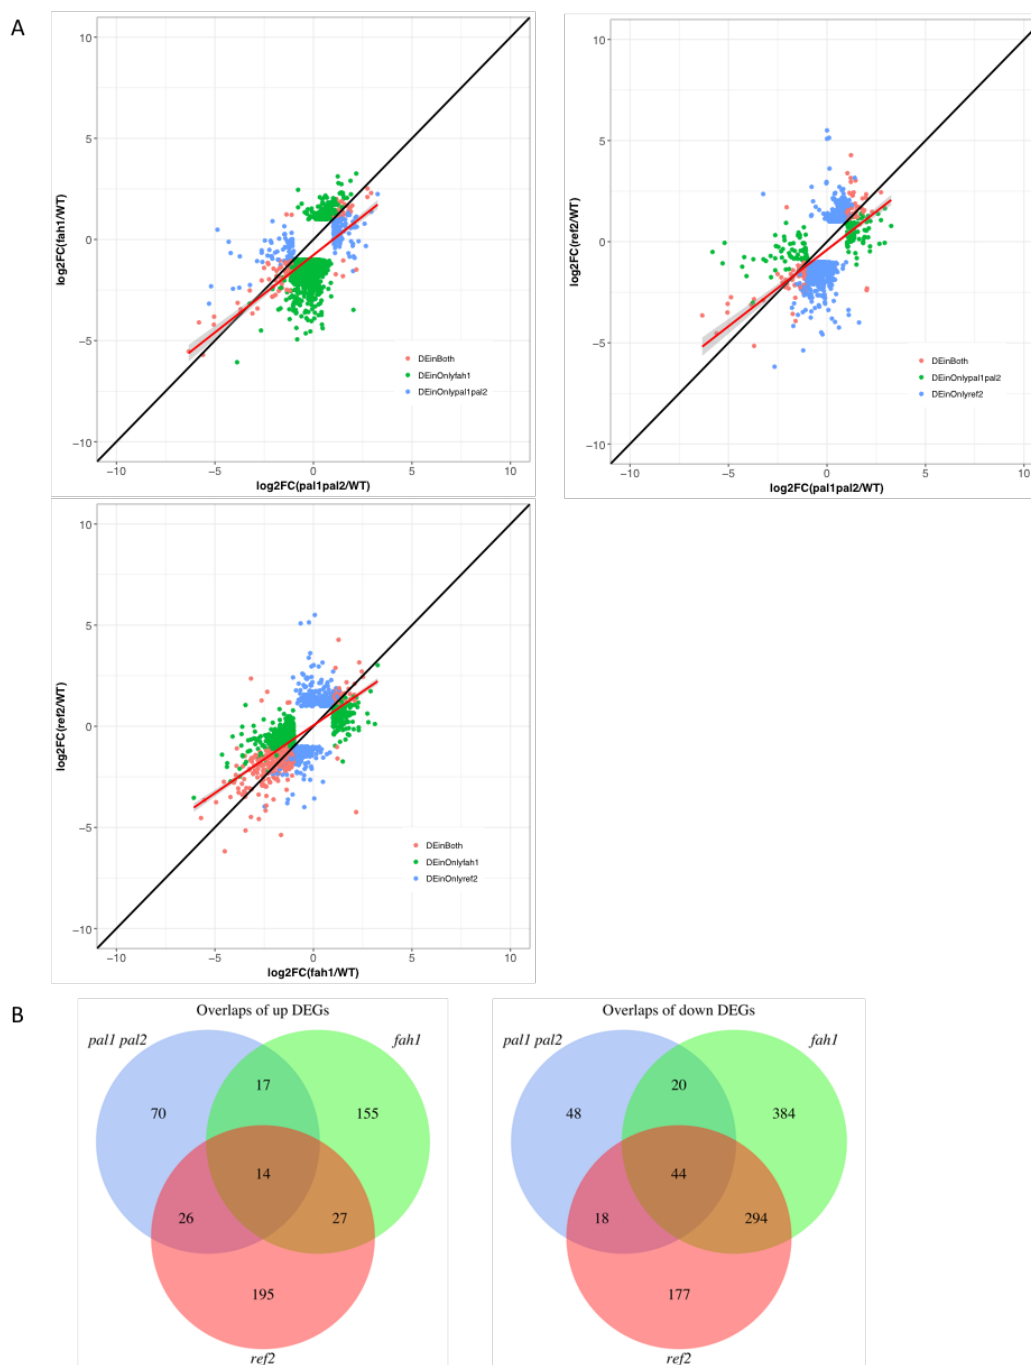 A
10
5
0
−5
−10
log2FC(fah1/WT)
DEinBoth
DEinOnlyfah1
DEinOnlypal1pal2
−10 −5 0 5 10
log2FC(pal1pal2/WT)
10
5
0
−5
−10
log2FC(ref2/WT)
DEinBoth
DEinOnlypal1pal2
DEinOnlyref2
−10 −5 0 5 10
log2FC(pal1pal2/WT)
10
5
0
−5
−10
log2FC(ref2/WT)
DEinBoth
DEinOnlyfah1
DEinOnlyref2
−10 −5 0 5 10
log2FC(fah1/WT)
B
Overlaps of up DEGs
pal1 pal2 fah1
17
70 155
14
26 27
195
ref2
Overlaps of down DEGs
pal1 pal2 fah1
20
48 384
44
18 294
177
ref2